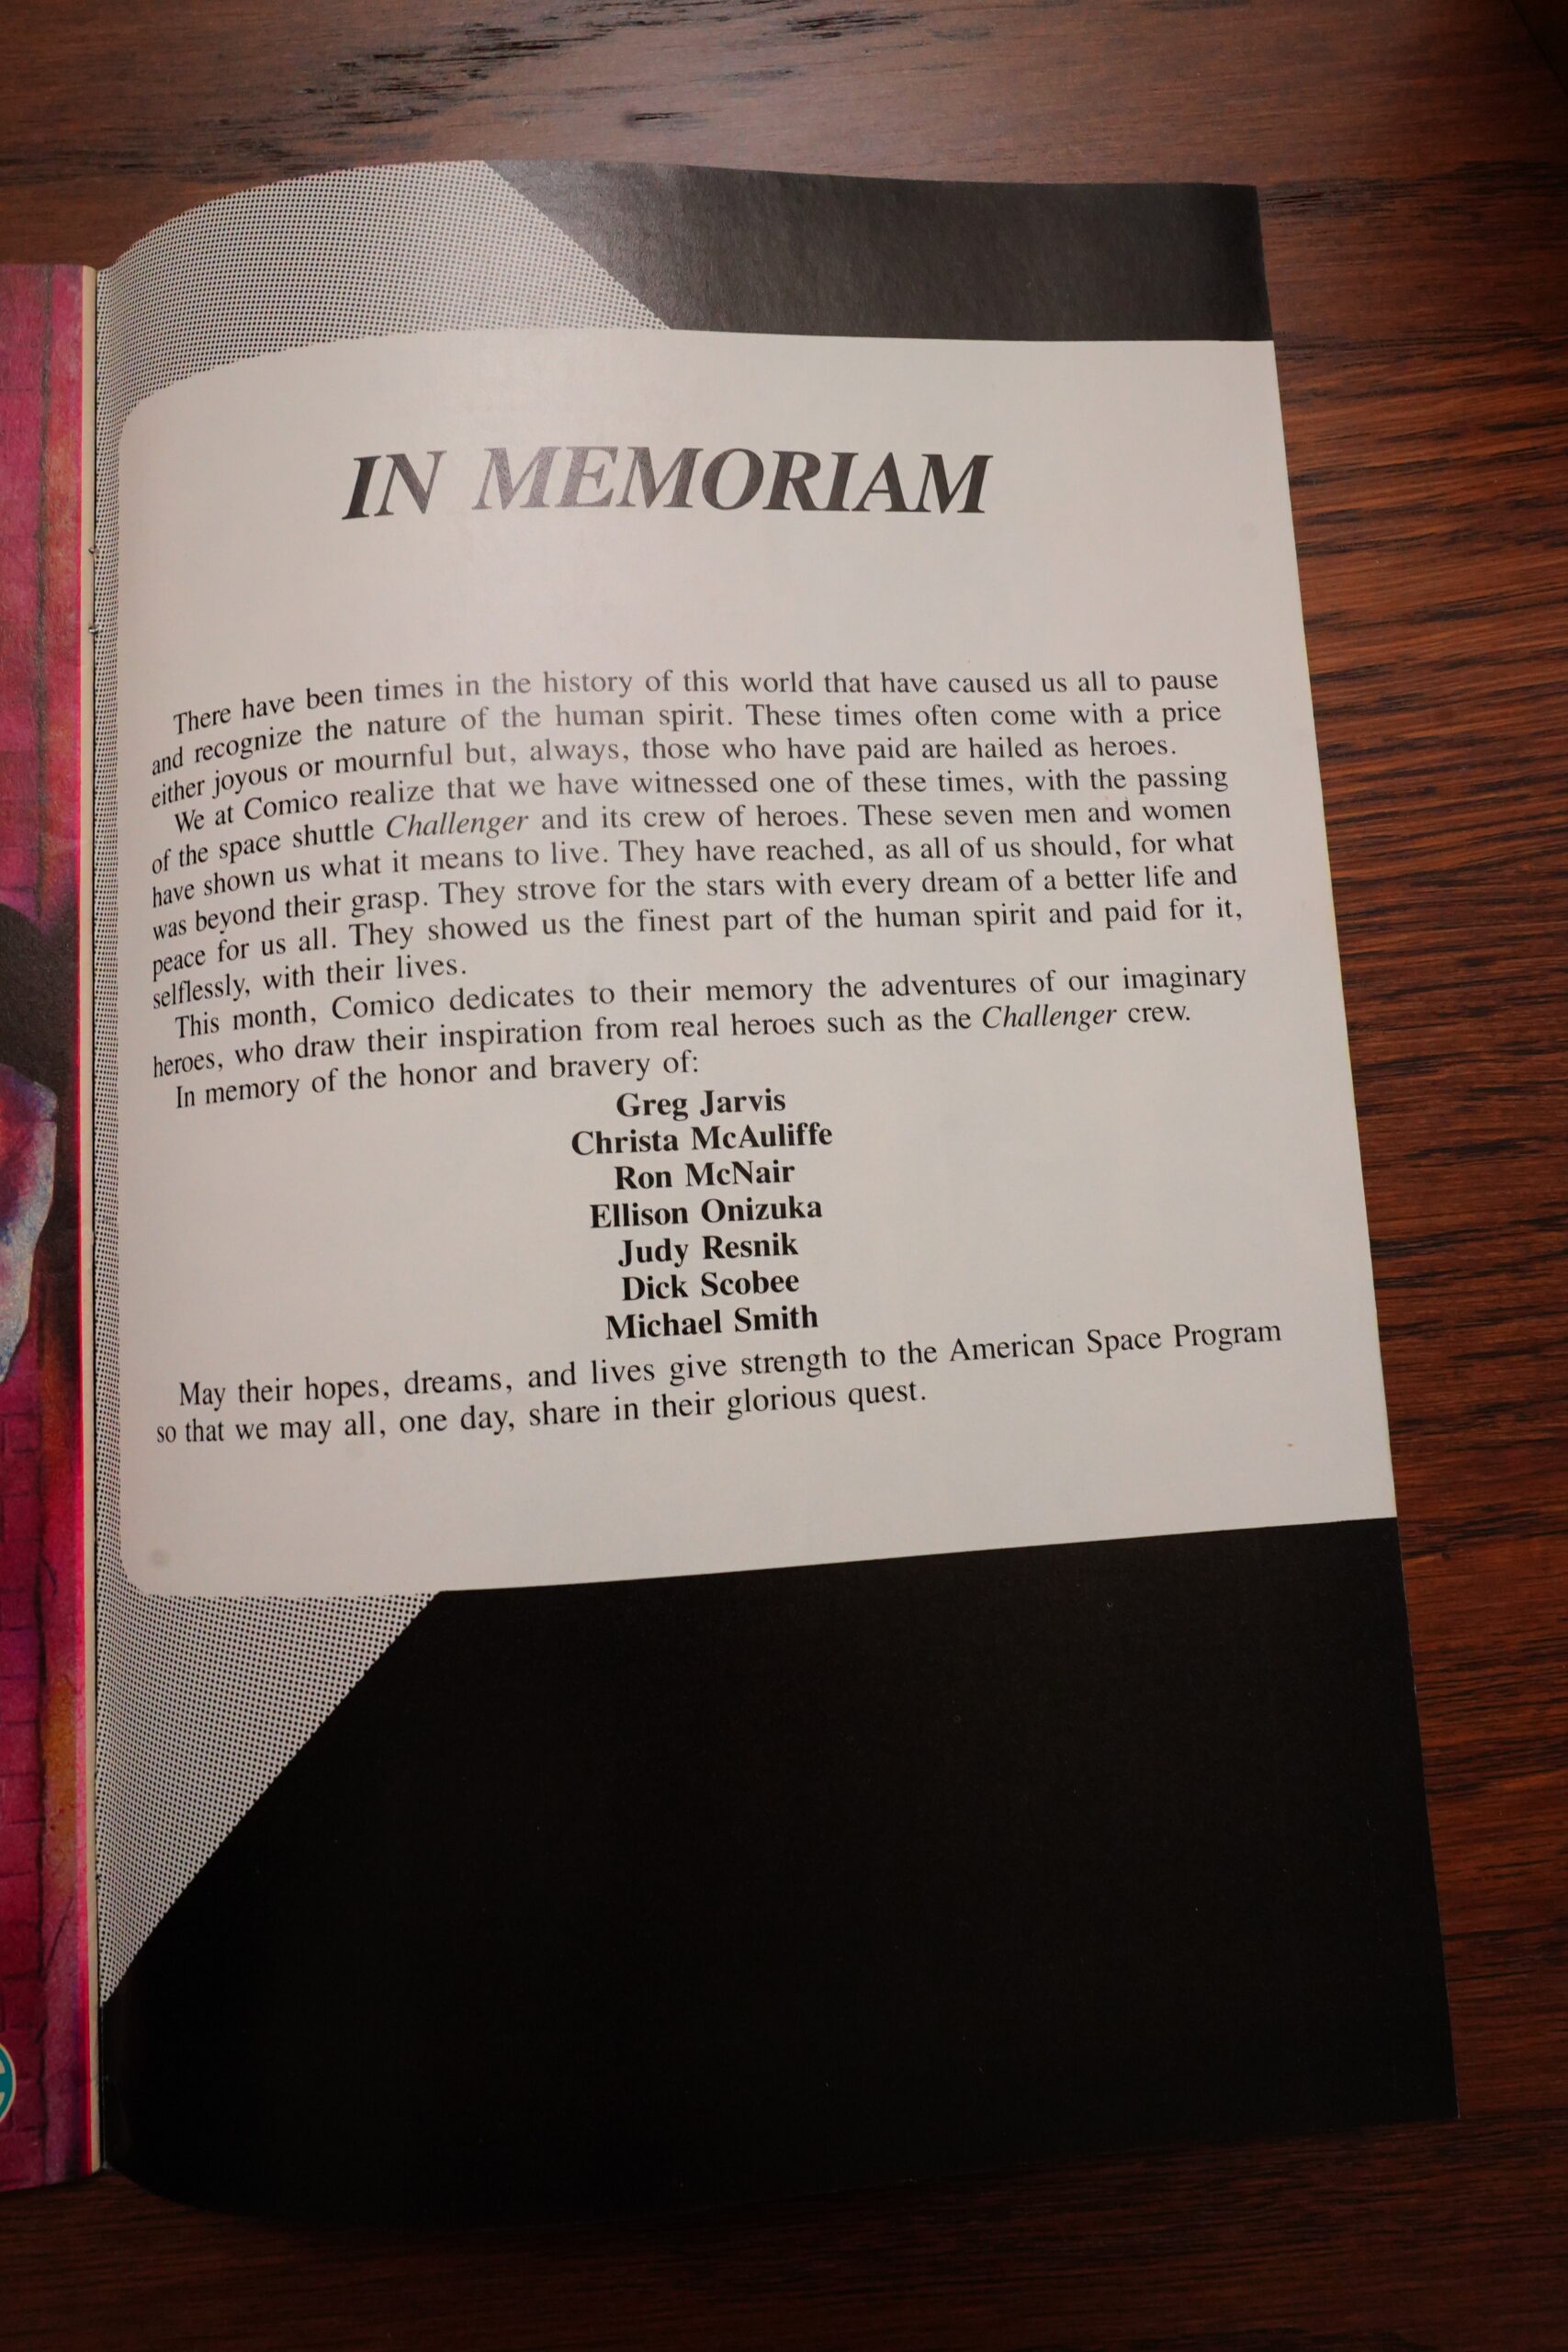 IN MEMORIAM
There have been times in the history of this world that have caused us all to pause
and recognize the nature of the human spirit. These times often come with a price
either joyous or mournful but, always, those who have paid are hailed as heroes.
We at Comico realize that we have witnessed one of these times, with the passing
of the space shuttle Challenger and its crew of heroes. These seven men and women
have shown us what it means to live. They have reached, as all of us should, for what
was beyond their grasp. They strove for the stars with every dream of a better life and
peace for us all. They showed us the finest part of the human spirit and paid for it,
selflessly, with their lives.
This month, Comico dedicates to their memory the adventures of our imaginary
heroes, who draw their inspiration from real heroes such as the Challenger crew.
In memory of the honor and bravery of:
Greg Jarvis
Christa McAuliffe
Ron McNair
Ellison Onizuka
Judy Resnik
Dick Scobee
Michael Smith
May their hopes, dreams, and lives give strength to the American Space Program
so that we may all, one day, share in their glorious quest.